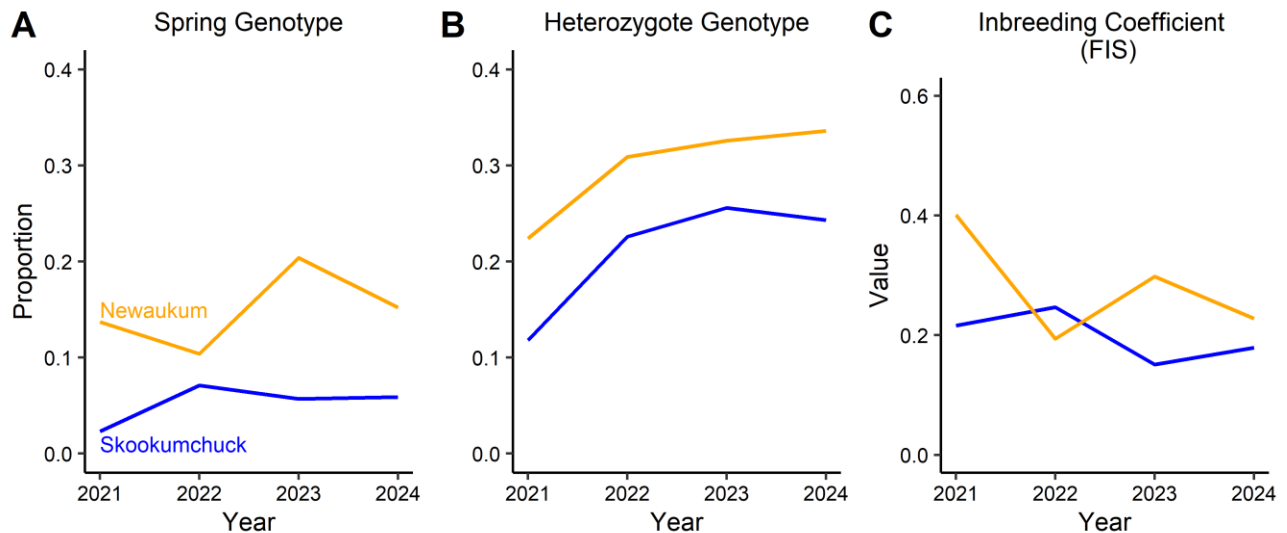 A
Spring Genotype
0.4
0.3
0.2
0.1
0.0
Proportion
Newaukum
Skookumchuck
2021
2022
2023
2024
Year
B
Heterozygote Genotype
0.4
0.3
0.2
0.1
0.0
2021
2022
2023
2024
Year
C
Inbreeding Coefficient
(FIS)
0.6
0.4
0.2
0.0
Value
2021
2022
2023
2024
Year